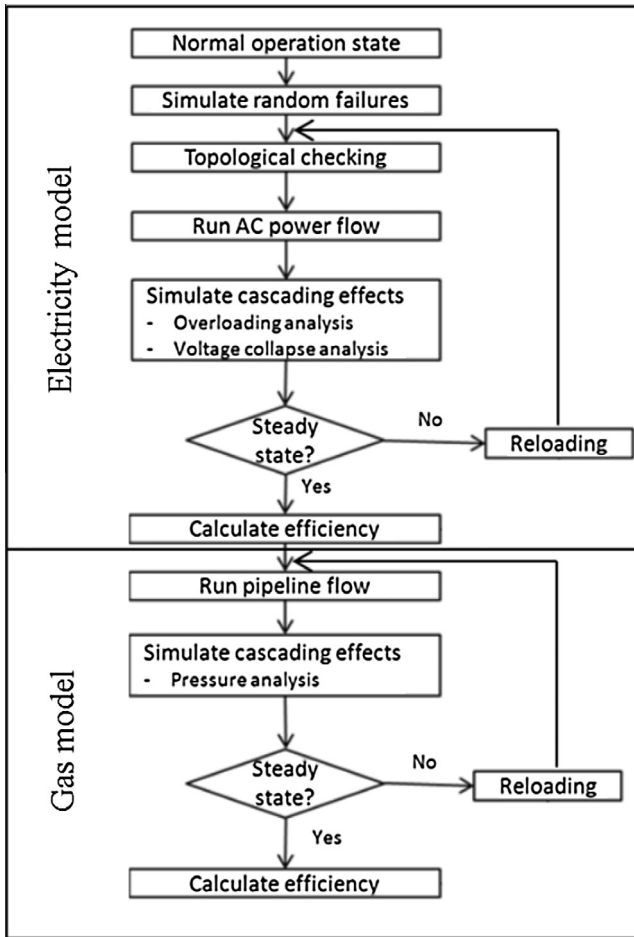 Electricity model
Normal operation state
Simulate random failures
Topological checking
Run AC power flow
Simulate cascading effects
- Overloading analysis
- Voltage collapse analysis
Steady
state?
No
Reloading
Yes
Calculate efficiency
Gas model
Run pipeline flow
Simulate cascading effects
- Pressure analysis
Steady
state?
No
Reloading
Yes
Calculate efficiency